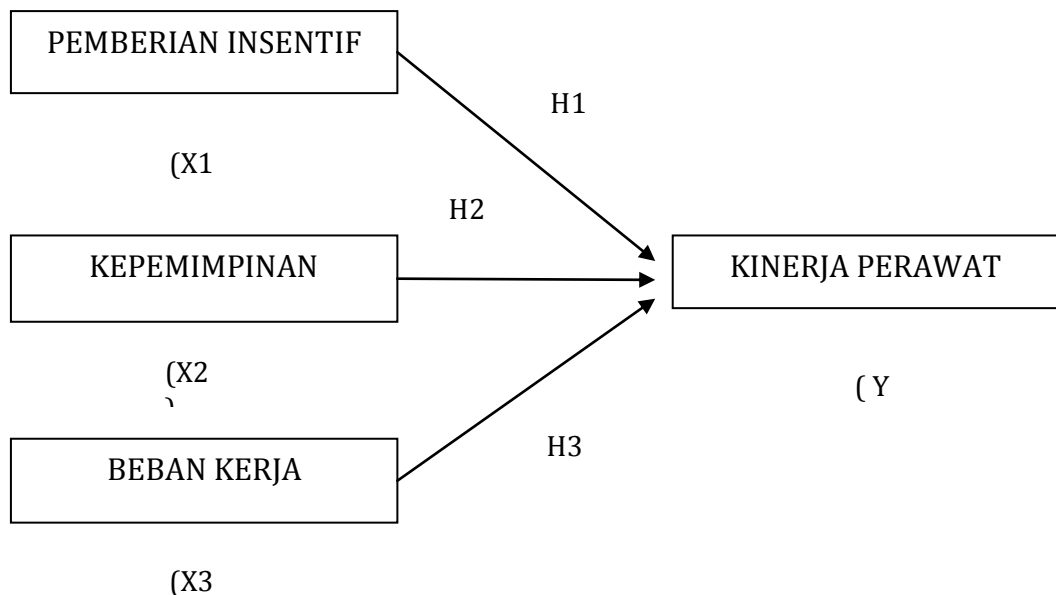 PEMBERIAN INSENTIF
H1
(X1
H2
KEPEMIMPINAN
KINERJA PERAWAT
(X2
)
( Y
H3
BEBAN KERJA
(X3